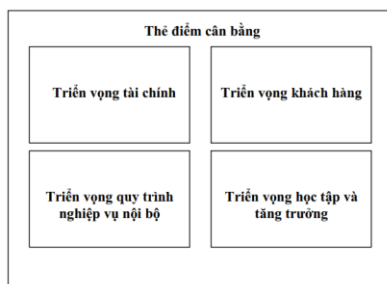 Thẻ điểm cân bằng
Triển vọng tài chính
Triển vọng khách hàng
Triển vọng quy trình
nghiệp vụ nội bộ
Triển vọng học tập và
tăng trưởng